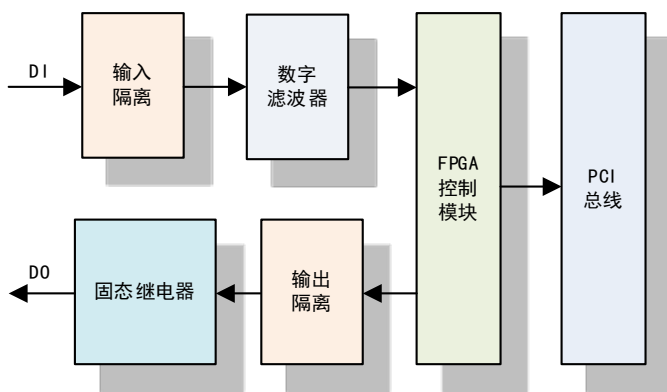 DI
输入
隔离
数字
滤波器
FPGA
控制
模块
PCI
总线
DO
固态继电器
输出
隔离